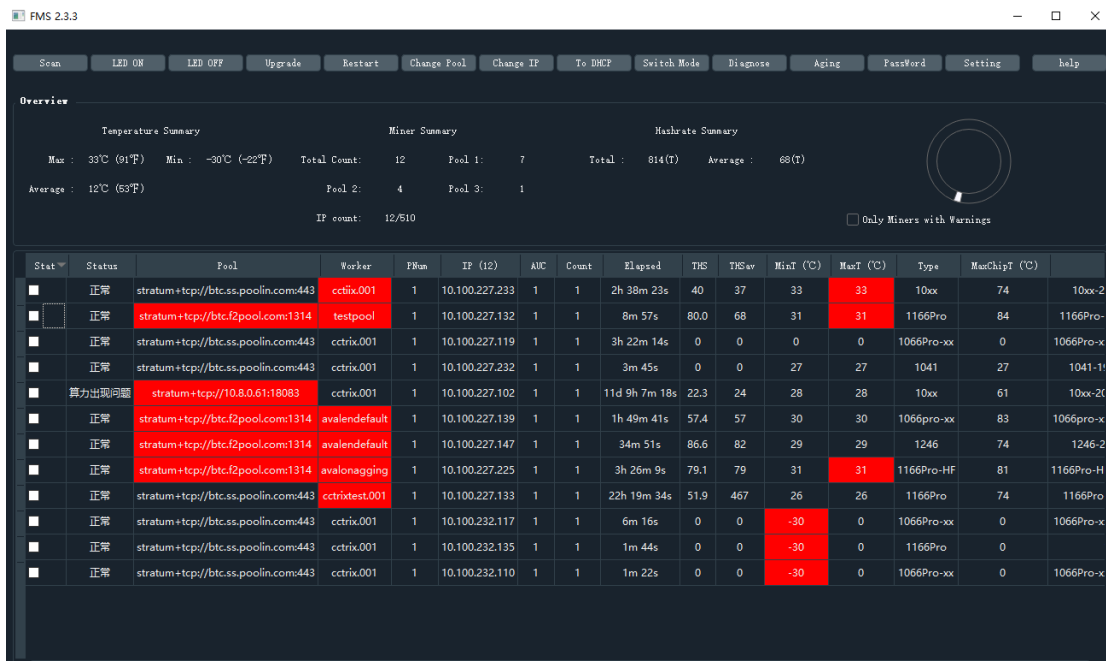 FMS 2.3.3
Scan LED ON LED OFF Upgrade Restart Change Pool Change IP To DHCP Switch Mode Diagnose Aging PassWord Setting help
Overview
Temperature Summary Miner Summary Hashrate Summary
Max : 33℃ (91℉) Min : -30℃ (-22℉) Total Count: 12 Pool 1: 7 Total : 814(T) Average : 68(T)
Average : 12℃ (53℉) Pool 2: 4 Pool 3: 1
IP count: 12/510 Only Miners with Warnings
Stat Status Pool Worker PNum IP (12) AUC Count Elapsed THS THSav MinT (℃) MaxT (℃) Type MaxChipT (℃)
正常 stratum+tcp://btc.ss.poolin.com:443 cctiix.001 1 10.100.227.233 1 1 2h 38m 23s 40 37 33 33 10xx 74 10xx-2
正常 stratum+tcp://btc.f2pool.com:1314 testpool 1 10.100.227.132 1 1 8m 57s 80.0 68 31 31 1166Pro 84 1166Pro-
正常 stratum+tcp://btc.ss.poolin.com:443 cctrix.001 1 10.100.227.119 1 1 3h 22m 14s 0 0 0 0 1066Pro-xx 0 1066Pro-x
正常 stratum+tcp://btc.ss.poolin.com:443 cctrix.001 1 10.100.227.232 1 1 3m 45s 0 0 27 27 1041 27 1041-19
算力出现问题 stratum+tcp://10.8.0.61:18083 cctrix.001 1 10.100.227.102 1 1 11d 9h 7m 18s 22.3 24 28 28 10xx 61 10xx-20
正常 stratum+tcp://btc.f2pool.com:1314 avalendefault 1 10.100.227.139 1 1 1h 49m 41s 57.4 57 30 30 1066pro-xx 83 1066pro-x
正常 stratum+tcp://btc.f2pool.com:1314 avalendefault 1 10.100.227.147 1 1 34m 51s 86.6 82 29 29 1246 74 1246-2
正常 stratum+tcp://btc.f2pool.com:1314 avalonagging 1 10.100.227.225 1 1 3h 26m 9s 79.1 79 31 31 1166Pro-HF 81 1166Pro-H
正常 stratum+tcp://btc.ss.poolin.com:443 cctrixtest.001 1 10.100.227.133 1 1 22h 19m 34s 51.9 467 26 26 1166Pro 74 1166Pro
正常 stratum+tcp://btc.ss.poolin.com:443 cctrix.001 1 10.100.232.117 1 1 6m 16s 0 0 -30 0 1066Pro-xx 0 1066Pro-x
正常 stratum+tcp://btc.ss.poolin.com:443 cctrix.001 1 10.100.232.135 1 1 1m 44s 0 0 -30 0 1166Pro 0
正常 stratum+tcp://btc.ss.poolin.com:443 cctrix.001 1 10.100.232.110 1 1 1m 22s 0 0 -30 0 1066Pro-xx 0 1066Pro-x